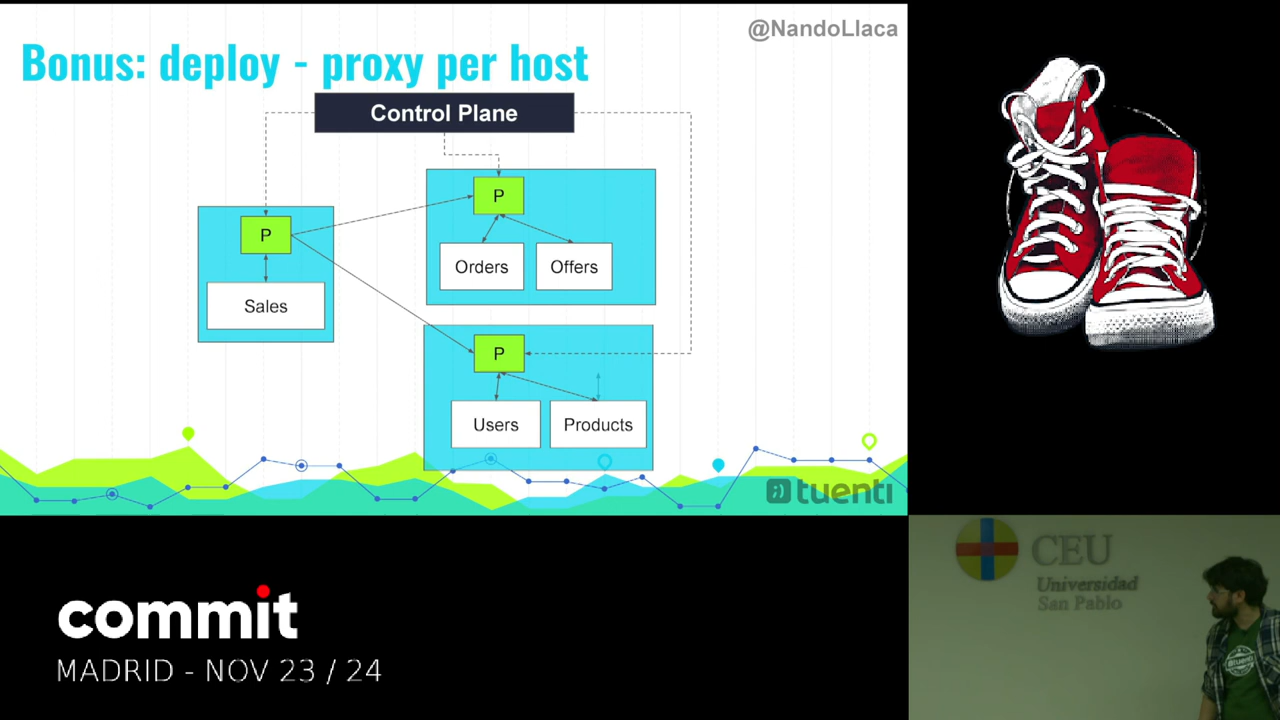 @NandoLlaca
Bonus: deploy - proxy per host
Control Plane
P
P
Orders
Offers
Sales
P
Users
Products
tuenti
commit
MADRID - NOV 23 / 24
CEU
Universidad
San Pablo
tuenti